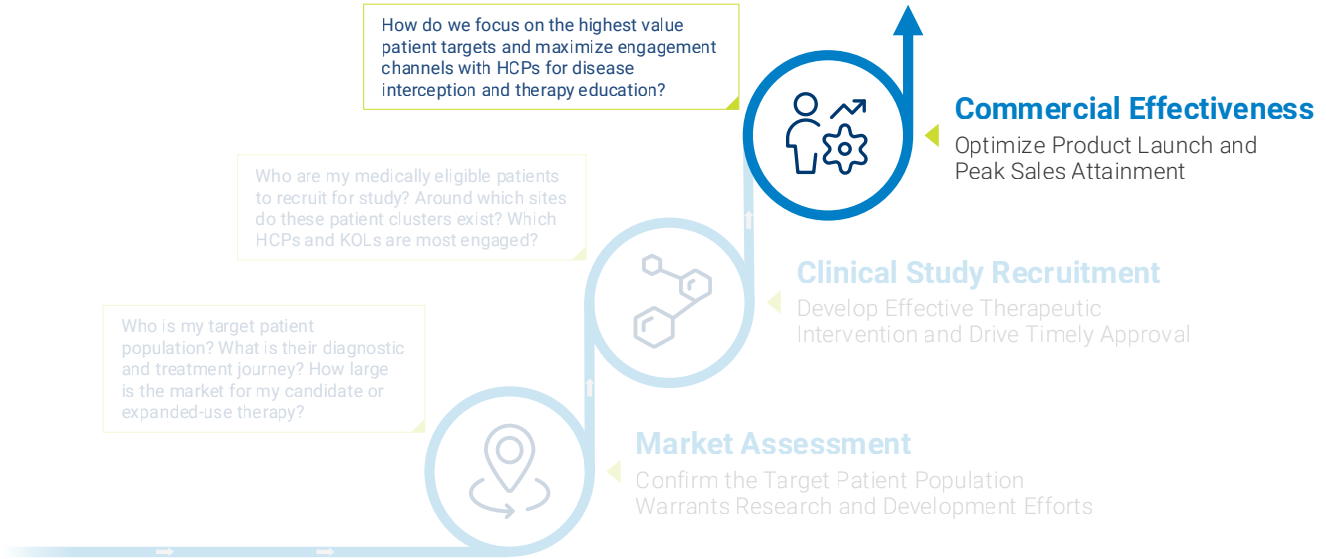 How do we focus on the highest value
patient targets and maximize engagement
channels with HCPs for disease
interception and therapy education?
Commercial Effectiveness
Optimize Product Launch and
Peak Sales Attainment
Who are my medically eligible patients
to recruit for study? Around which sites
do these patient clusters exist? Which
HCPs and KOLs are most engaged?
Clinical Study Recruitment
Develop Effective Therapeutic
Intervention and Drive Timely Approval
Who is my target patient
population? What is their diagnostic
and treatment journey? How large
is the market for my candidate or
expanded-use therapy?
Market Assessment
Confirm the Target Patient Population
Warrants Research and Development Efforts